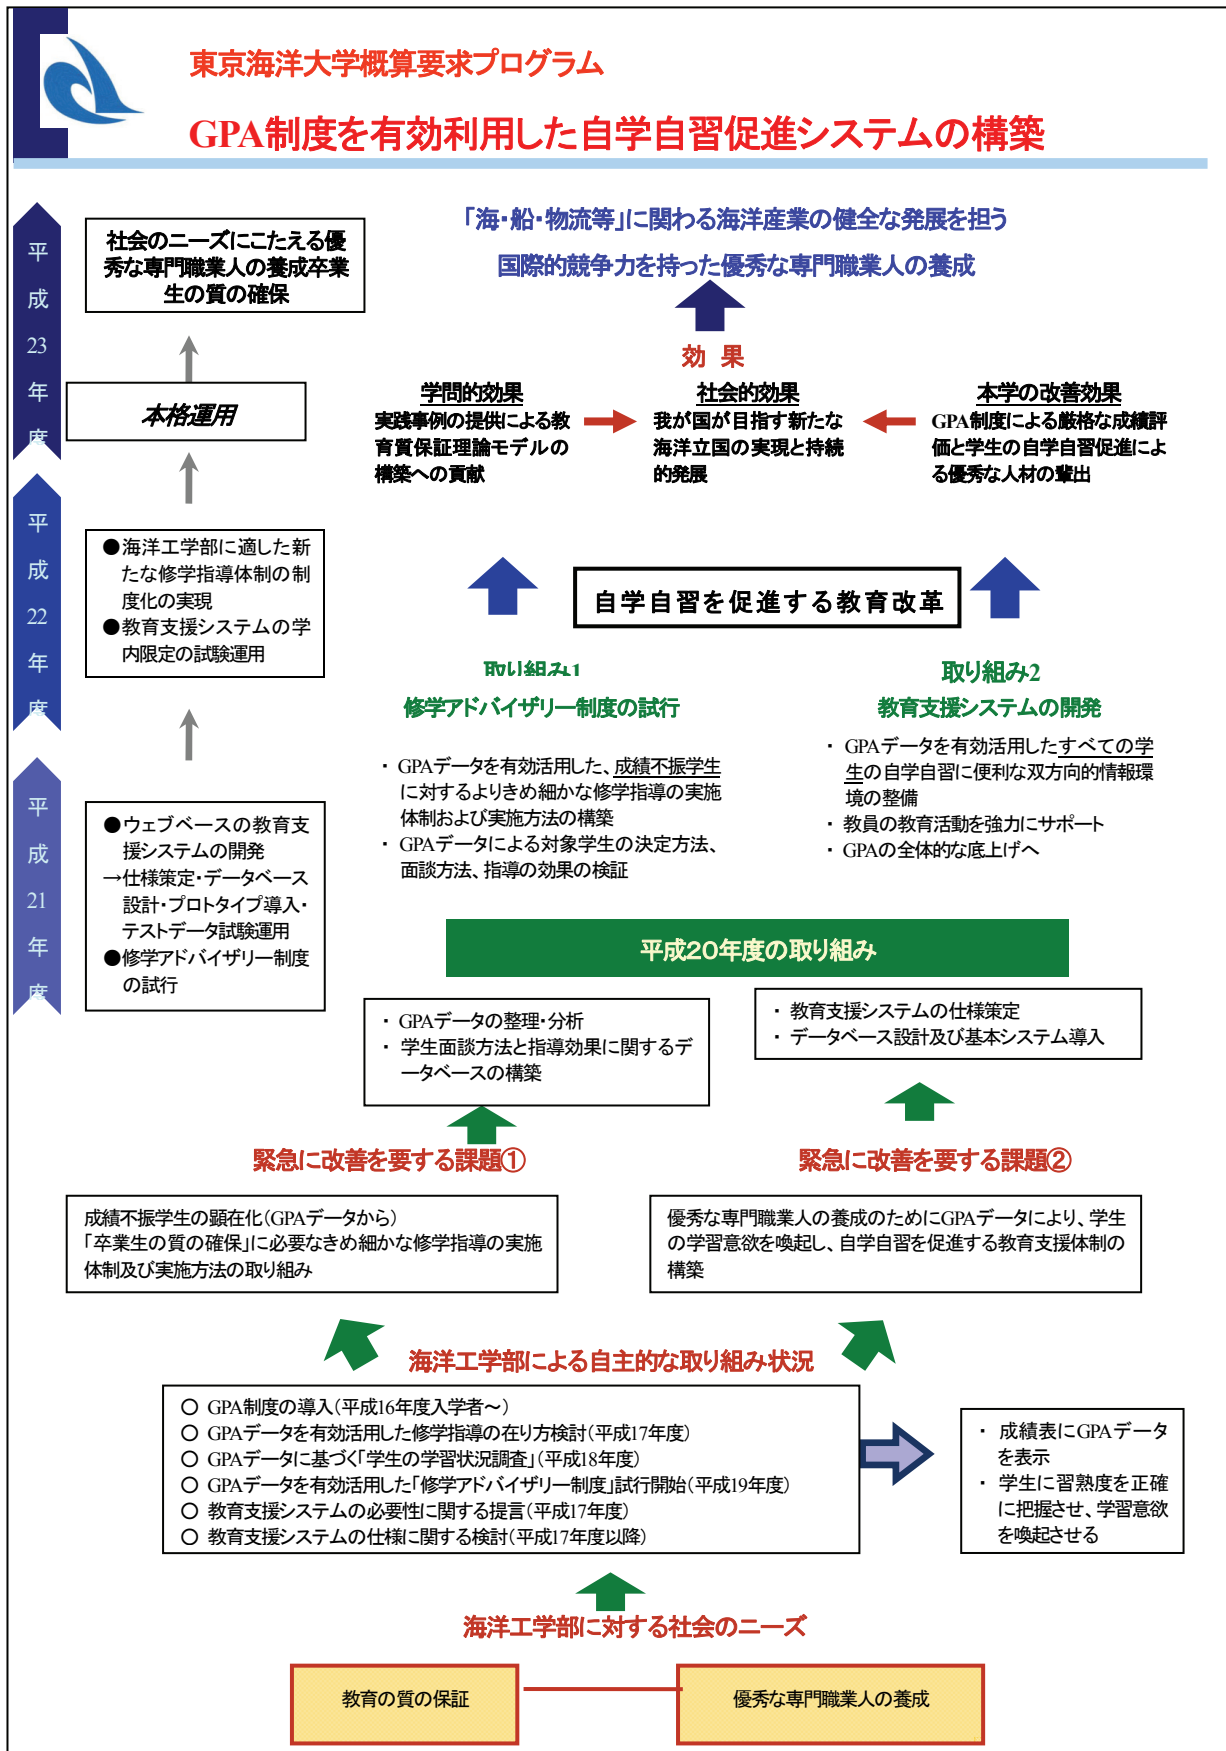 東京海洋大学概算要求プログラム
GPA制度を有効利用した自学自習促進システムの構築
平成23年度
社会のニーズにこたえる優
秀な専門職業人の養成卒業
生の質の確保
本格運用
平成22年度
●海洋工学部に適した新
たな修学指導体制の制
度化の実現
●教育支援システムの学
内限定の試験運用
平成21年度
●ウェブベースの教育支
援システムの開発
→仕様策定・データベース
設計・プロトタイプ導入・
テストデータ試験運用
●修学アドバイザリー制度
の試行
「海・船・物流等」に関わる海洋産業の健全な発展を担う
国際的競争力を持った優秀な専門職業人の養成
効 果
学問的効果
実践事例の提供による教
育質保証理論モデルの
構築への貢献
社会的効果
我が国が目指す新たな
海洋立国の実現と持続
的発展
本学の改善効果
GPA制度による厳格な成績評
価と学生の自学自習促進によ
る優秀な人材の輩出
自学自習を促進する教育改革
取り組み1
修学アドバイザリー制度の試行
・ GPAデータを有効活用した、成績不振学生
に対するよりきめ細かな修学指導の実施
体制および実施方法の構築
・ GPAデータによる対象学生の決定方法、
面談方法、指導の効果の検証
取り組み2
教育支援システムの開発
・ GPAデータを有効活用したすべての学
生の自学自習に便利な双方向的情報環
境の整備
・ 教員の教育活動を強力にサポート
・ GPAの全体的な底上げへ
平成20年度の取り組み
・ GPAデータの整理・分析
・ 学生面談方法と指導効果に関するデ
ータベースの構築
・ 教育支援システムの仕様策定
・ データベース設計及び基本システム導入
緊急に改善を要する課題①
成績不振学生の顕在化(GPAデータから)
「卒業生の質の確保」に必要なきめ細かな修学指導の実施
体制及び実施方法の取り組み
緊急に改善を要する課題②
優秀な専門職業人の養成のためにGPAデータにより、学生
の学習意欲を喚起し、自学自習を促進する教育支援体制の
構築
海洋工学部による自主的な取り組み状況
○ GPA制度の導入(平成16年度入学者～)
○ GPAデータを有効活用した修学指導の在り方検討(平成17年度)
○ GPAデータに基づく「学生の学習状況調査」(平成18年度)
○ GPAデータを有効活用した「修学アドバイザリー制度」試行開始(平成19年度)
○ 教育支援システムの必要性に関する提言(平成17年度)
○ 教育支援システムの仕様に関する検討(平成17年度以降)
・ 成績表にGPAデータ
を表示
・ 学生に習熟度を正確
に把握させ、学習意欲
を喚起させる
海洋工学部に対する社会のニーズ
教育の質の保証
優秀な専門職業人の養成